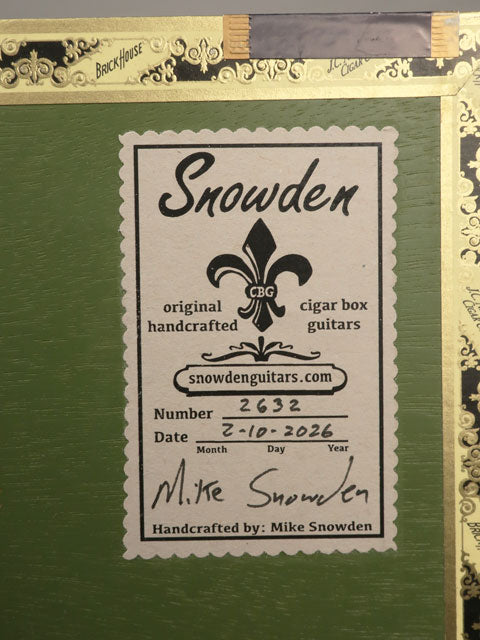 BRICKHOUSE
J.C.
CIGAR
Snowden
CBG
original handcrafted
cigar box guitars
snowdenguitars.com
Number 2632
Date 2-10-2026
Month Day Year
Mike Snowden
Handcrafted by: Mike Snowden